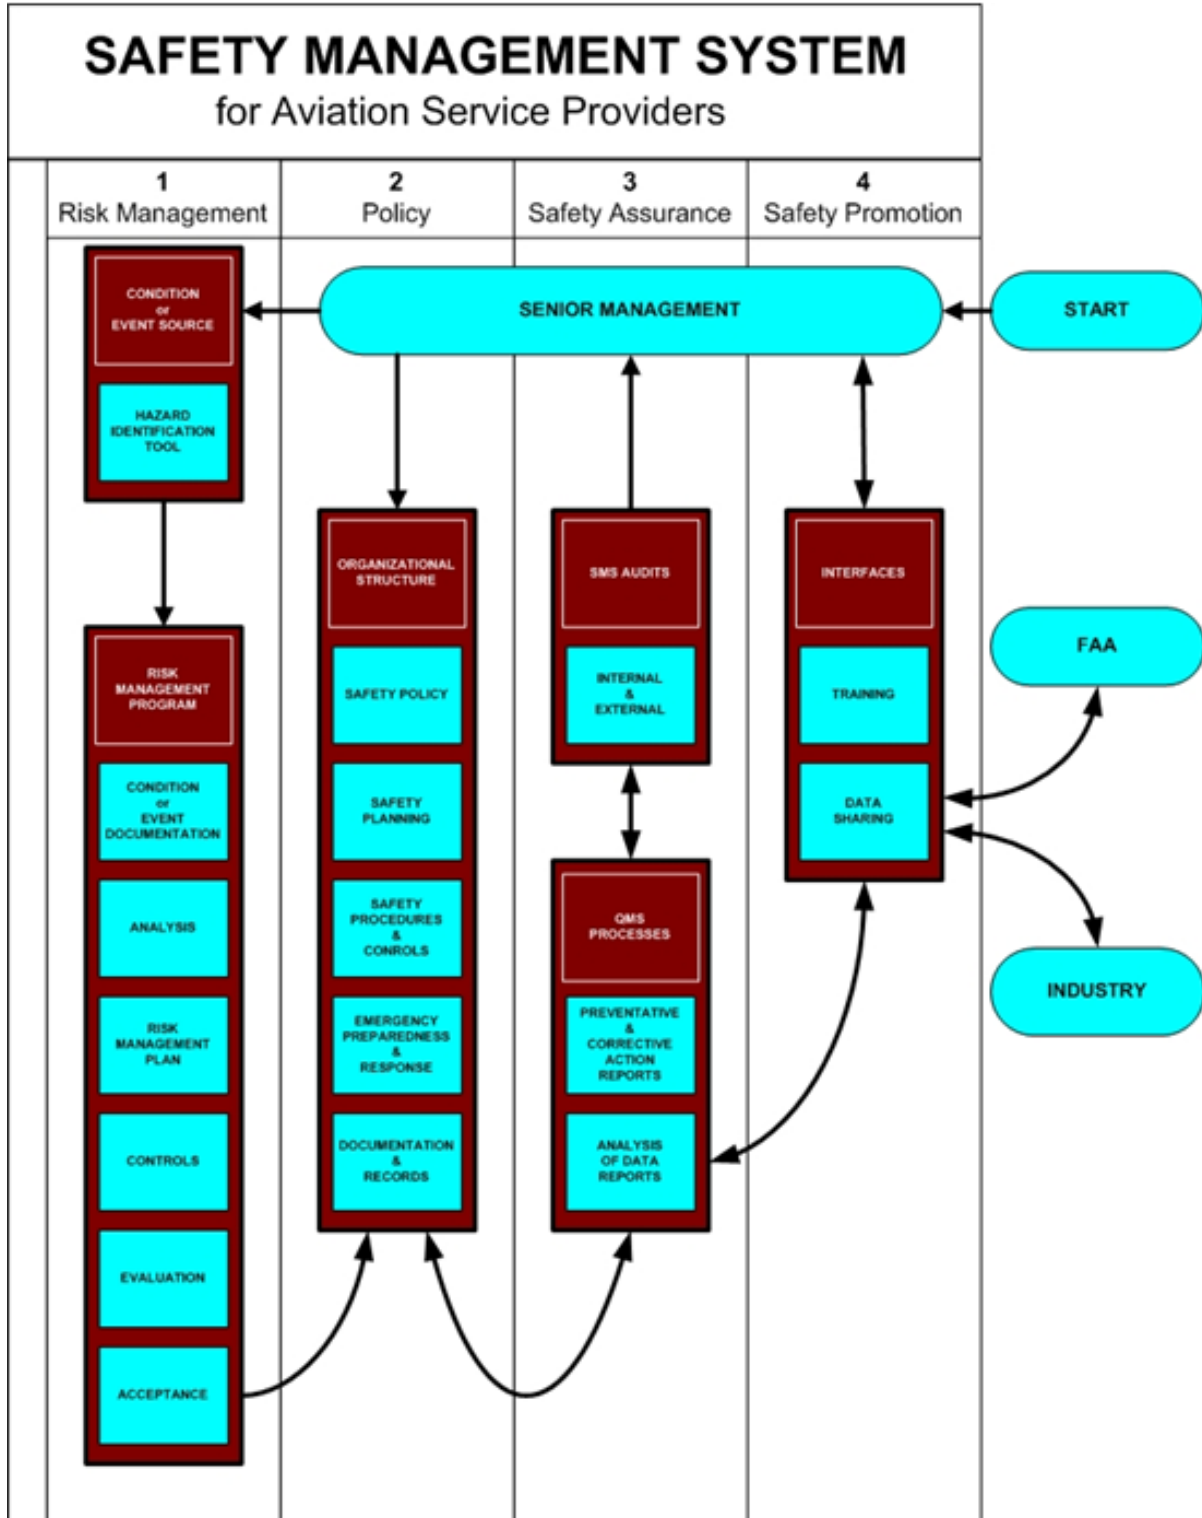 SAFETY MANAGEMENT SYSTEM
for Aviation Service Providers
1
Risk Management
2
Policy
3
Safety Assurance
4
Safety Promotion
CONDITION
or
EVENT SOURCE
HAZARD
IDENTIFICATION
TOOL
SENIOR MANAGEMENT
START
RISK
MANAGEMENT
PROGRAM
CONDITION
or
EVENT
DOCUMENTATION
ANALYSIS
RISK
MANAGEMENT
PLAN
CONTROLS
EVALUATION
ACCEPTANCE
ORGANIZATIONAL
STRUCTURE
SAFETY POLICY
SAFETY
PLANNING
SAFETY
PROCEDURES
&
CONROLS
EMERGENCY
PREPAREDNESS
&
RESPONSE
DOCUMENTATION
&
RECORDS
SMS AUDITS
INTERNAL
&
EXTERNAL
QMS
PROCESSES
PREVENTATIVE
&
CORRECTIVE
ACTION
REPORTS
ANALYSIS
OF DATA
REPORTS
INTERFACES
TRAINING
DATA
SHARING
FAA
INDUSTRY